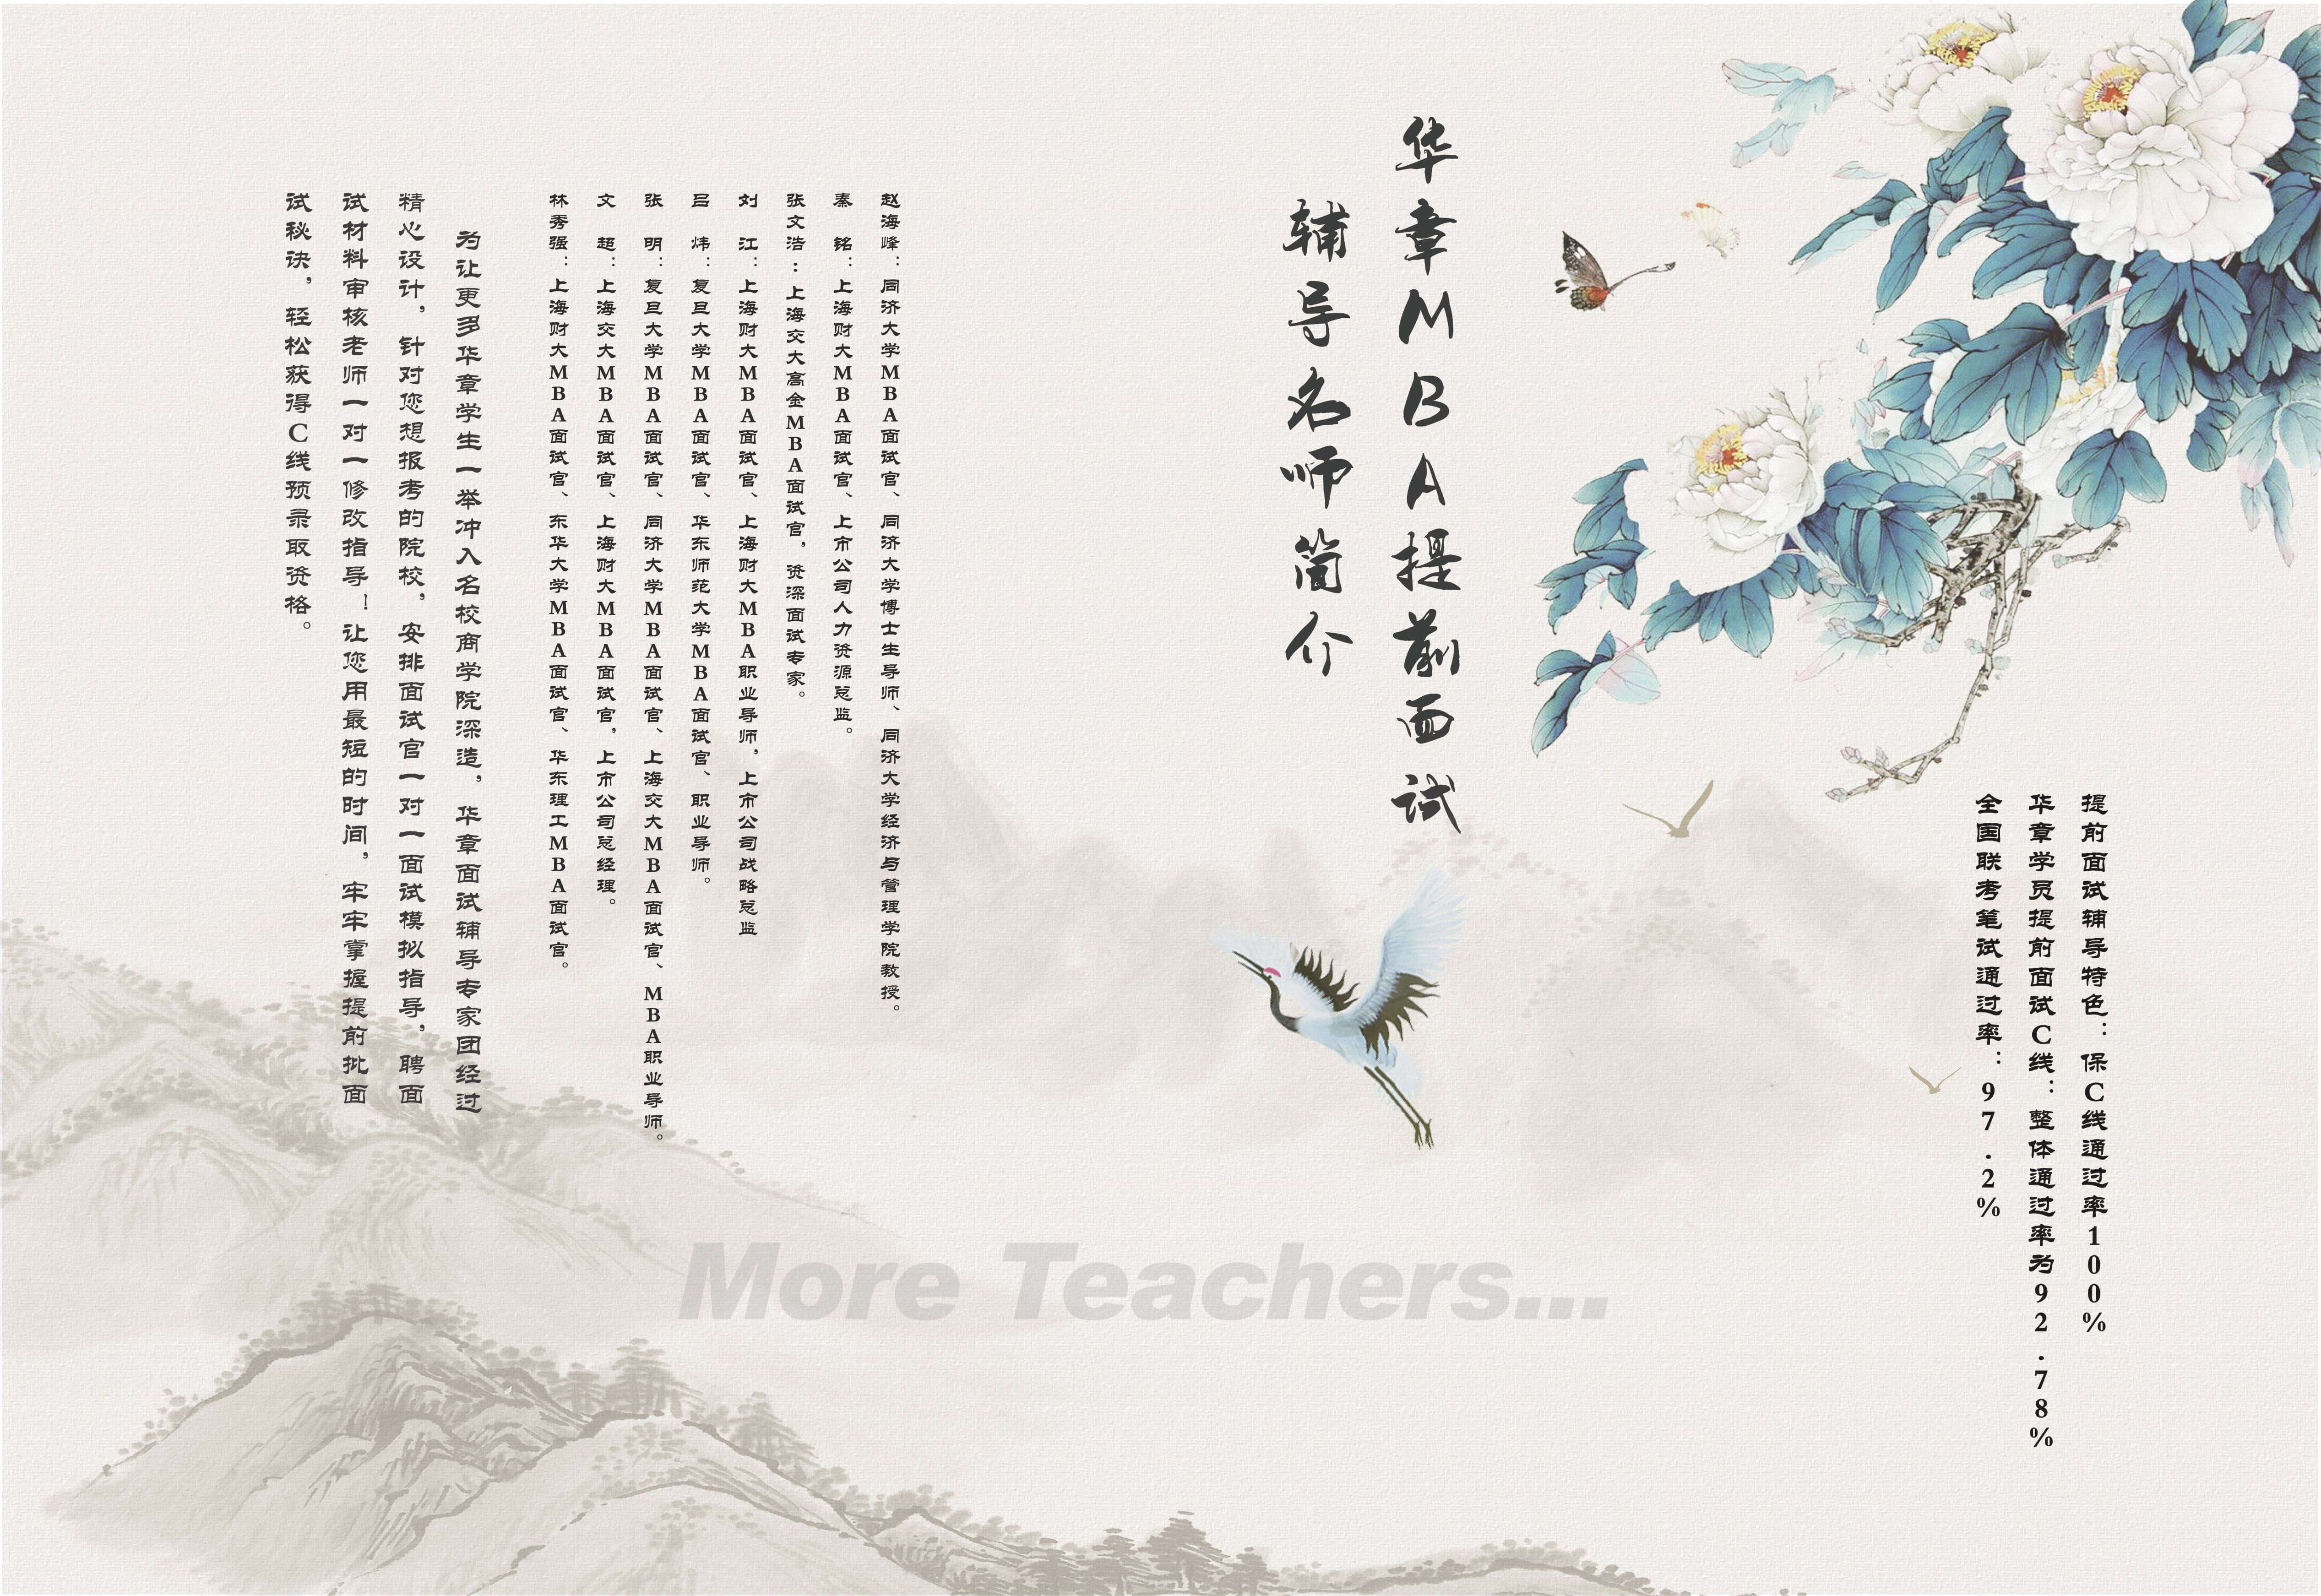 提前面试辅导特色：保C线通过率100%
华章学员提前面试C线：整体通过率为92.78%
全国联考笔试通过率：97.2%
华章MBA提前面试
辅导名师简介
赵海峰：同济大学MBA面试官、同济大学博士生导师、同济大学经济与管理学院教授。
秦　铭：上海财大MBA面试官、上市公司人力资源总监。
张文浩：上海交大高金MBA面试官，资深面试专家。
刘　江：上海财大MBA面试官、上海财大MBA职业导师，上市公司战略总监
吕　炜：复旦大学MBA面试官、华东师范大学MBA面试官、职业导师。
张　明：复旦大学MBA面试官、同济大学MBA面试官、上海交大MBA面试官、MBA职业导师。
文　超：上海交大MBA面试官、上海财大MBA面试官，上市公司总经理。
林秀强：上海财大MBA面试官、东华大学MBA面试官、华东理工MBA面试官。
为让更多华章学生一举冲入名校商学院深造，华章面试辅导专家团经过
精心设计，针对您想报考的院校，安排面试官一对一面试模拟指导，聘面
试材料审核老师一对一修改指导！让您用最短的时间，牢牢掌握提前批面
试秘诀，轻松获得C线预录取资格。
More Teachers...